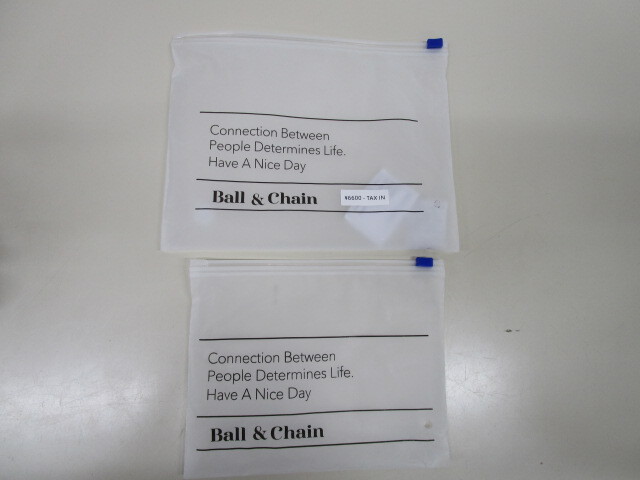 Connection Between
People Determines Life.
Have A Nice Day
Ball & Chain
¥6600 - TAX IN
Connection Between
People Determines Life.
Have A Nice Day
Ball & Chain